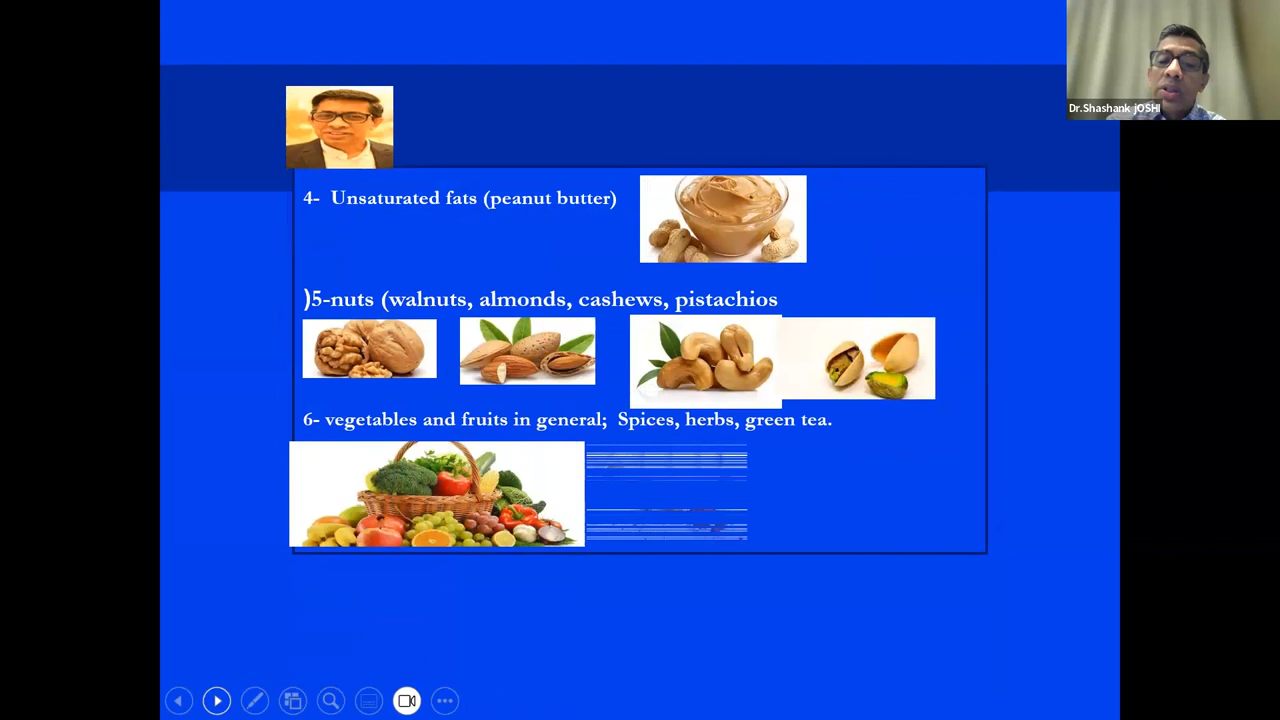 Dr.Shashank jOSHI
4-  Unsaturated fats (peanut butter)
)5-nuts (walnuts, almonds, cashews, pistachios
6- vegetables and fruits in general;  Spices, herbs, green tea.